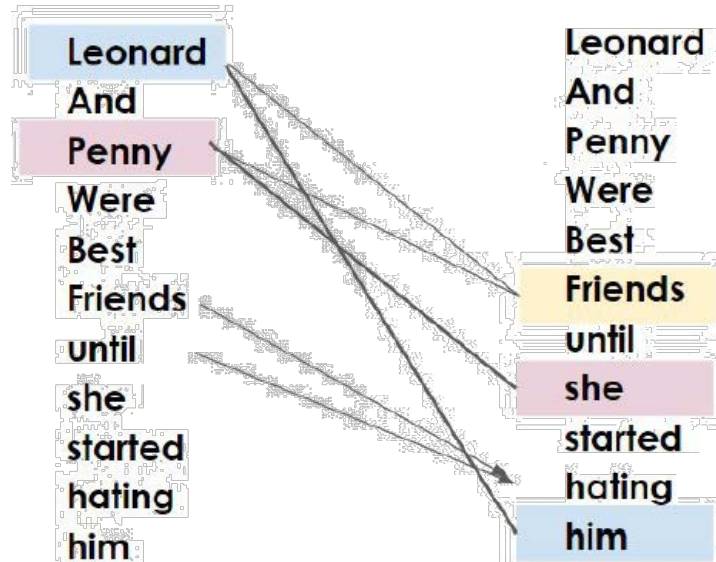 Leonard
And
Penny
Were
Best
Friends
until
she
started
hating
him
Leonard
And
Penny
Were
Best
Friends
until
she
started
hating
him